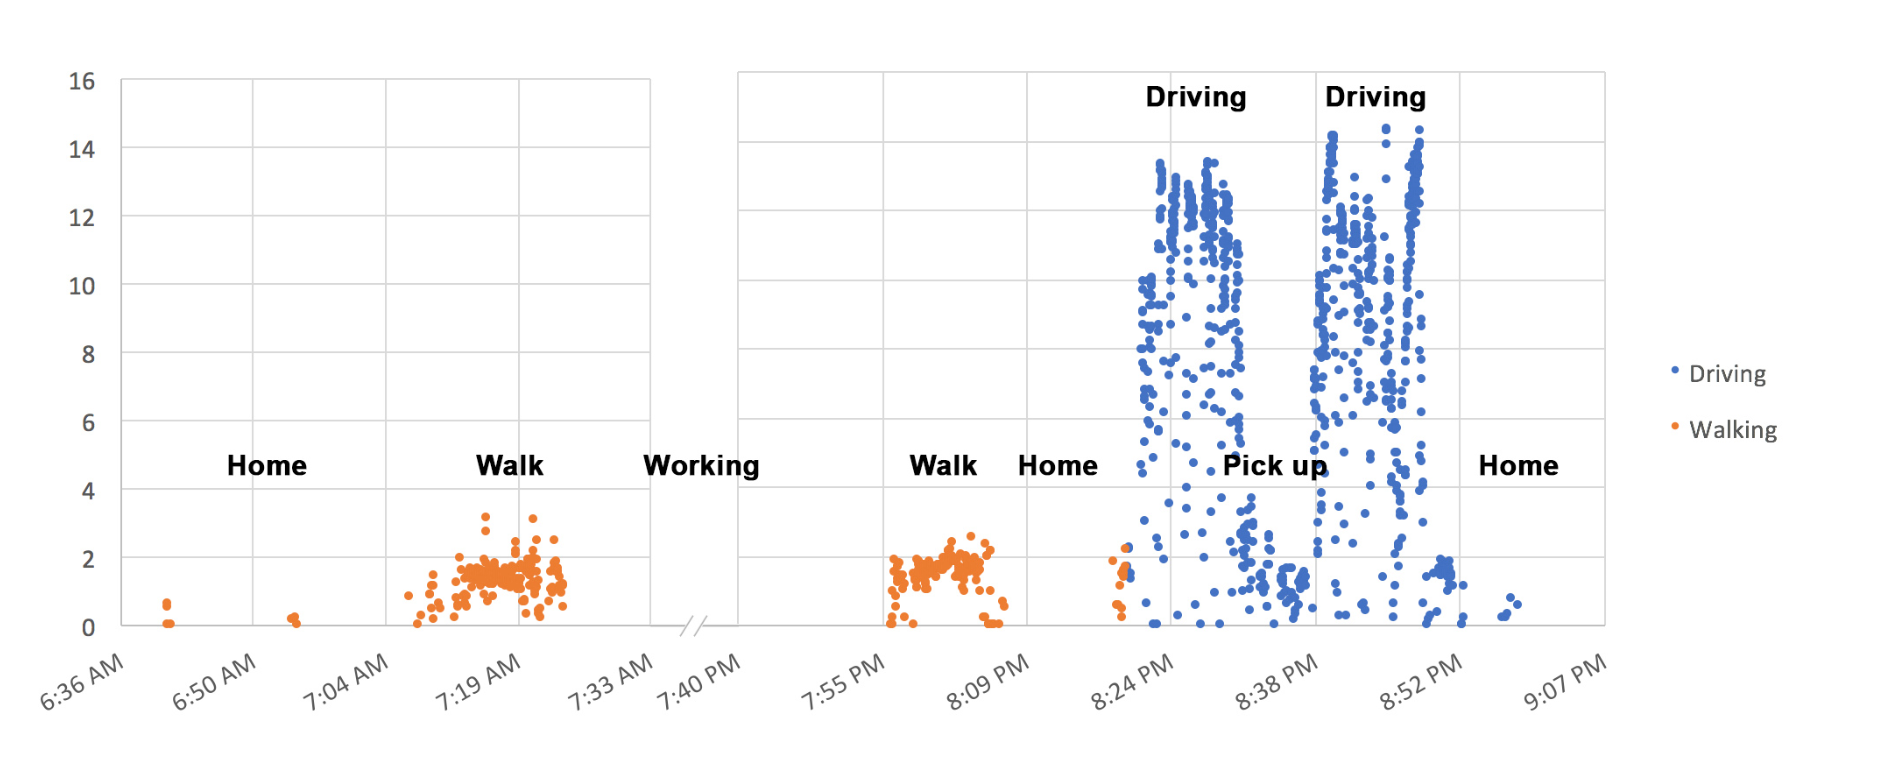 16
14
12
10
8
6
4
2
0
Driving
Driving
Home
Walk
Working
Walk
Home
Pick up
Home
6:36 AM
6:50 AM
7:04 AM
7:19 AM
7:33 AM
7:40 PM
7:55 PM
8:09 PM
8:24 PM
8:38 PM
8:52 PM
9:07 PM
Driving
Walking